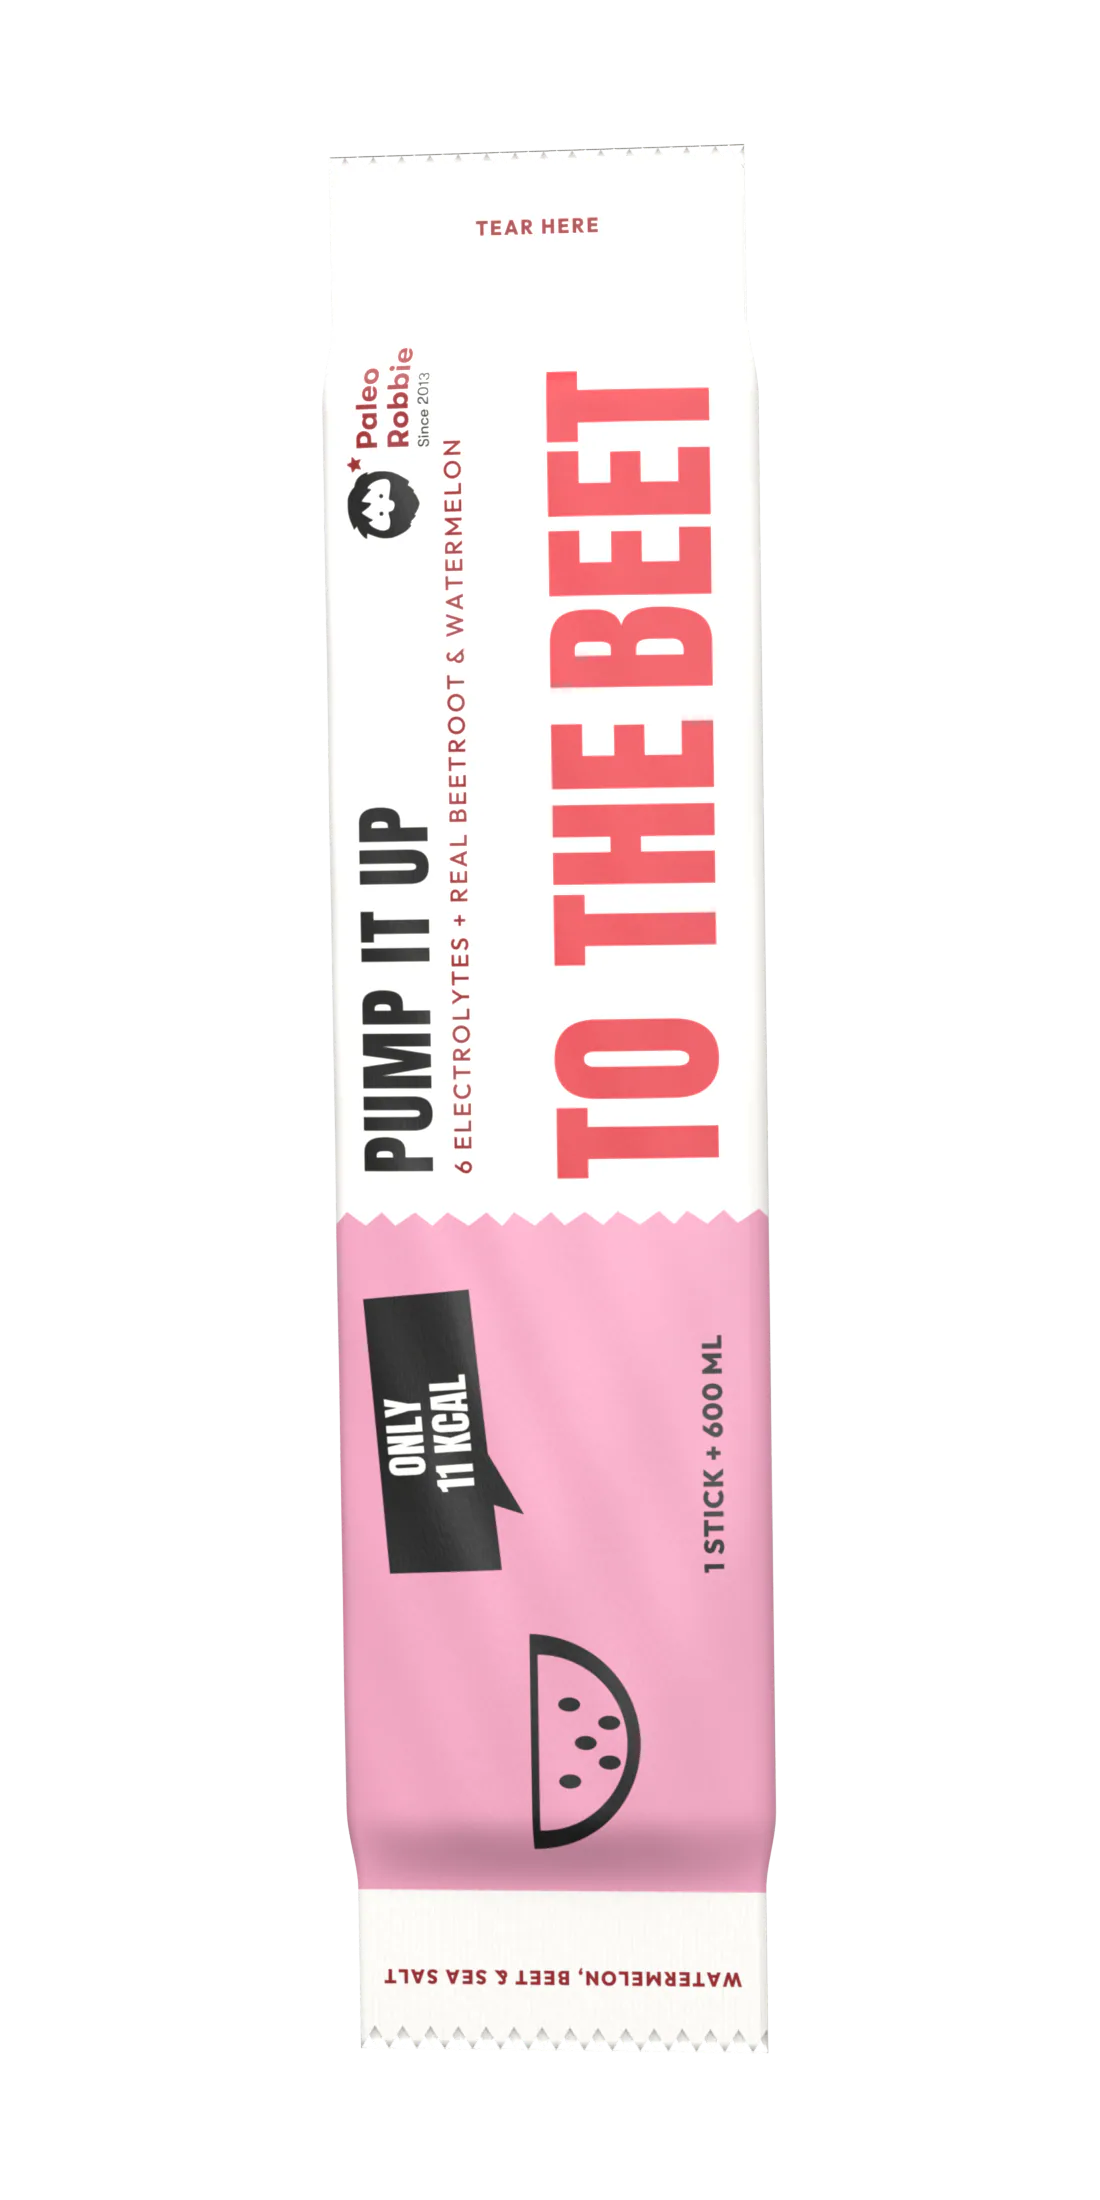 TEAR HERE
Paleo
Robbie
Since 2013
PUMP IT UP
6 ELECTROLYTES + REAL BEETROOT & WATERMELON
TO THE BEET
ONLY
11 KCAL
1 STICK + 600 ML
WATERMELON, BEET & SEA SALT